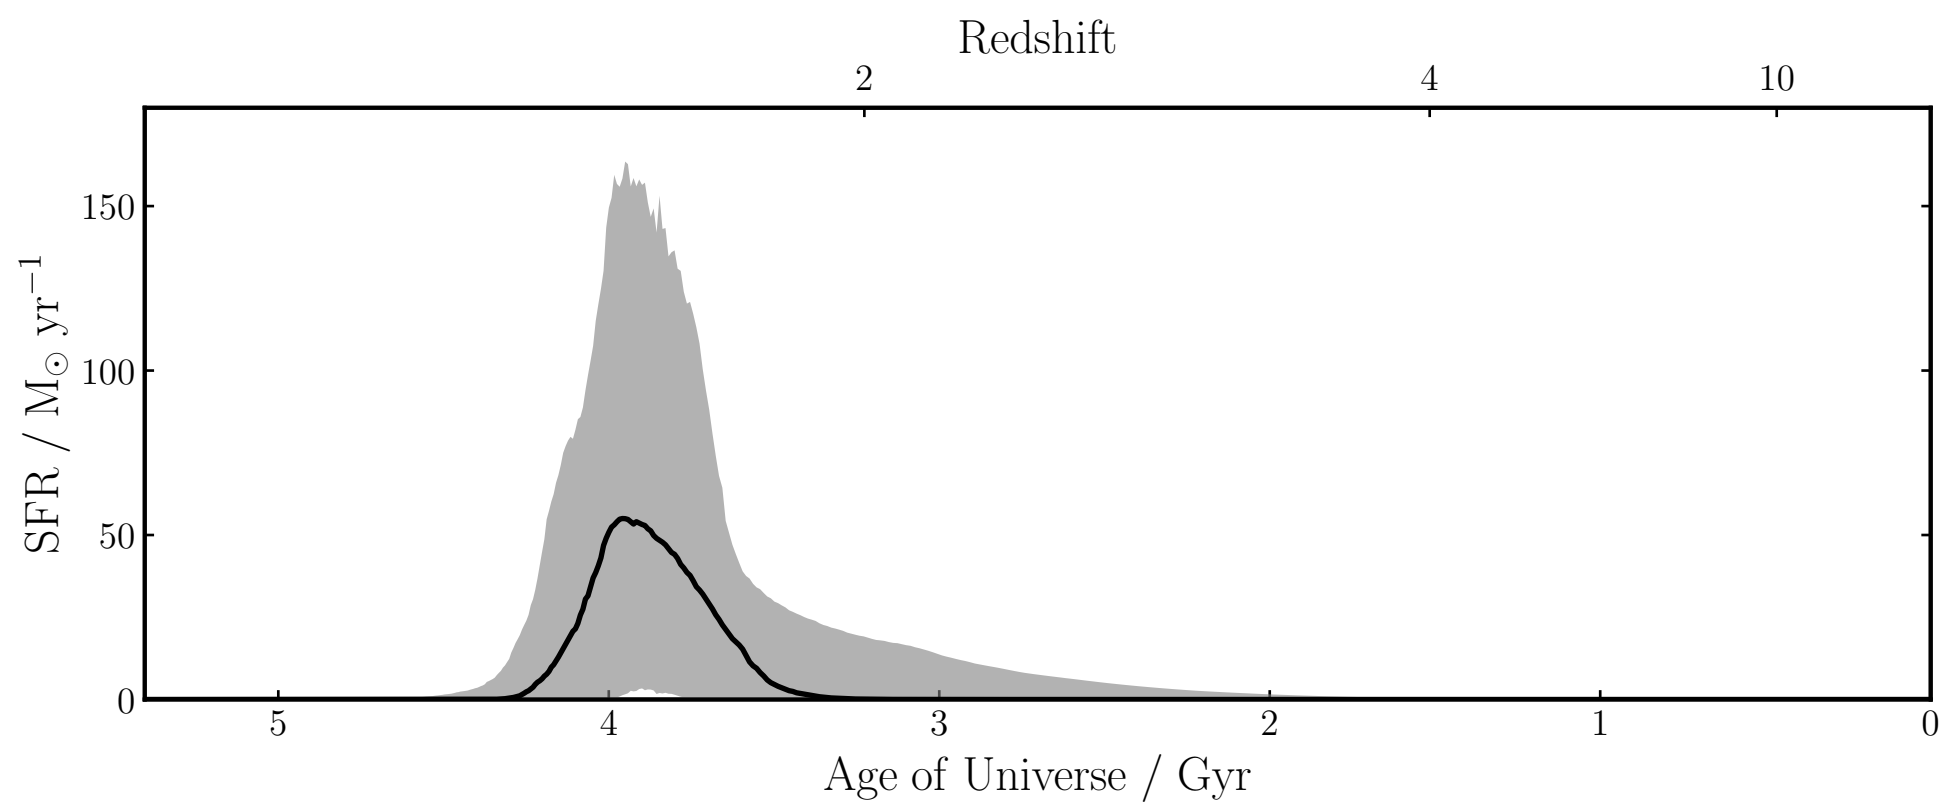 Redshift
2 4 10
150
100
50
0
SFR / M⊙ yr⁻¹
5 4 3 2 1 0
Age of Universe / Gyr